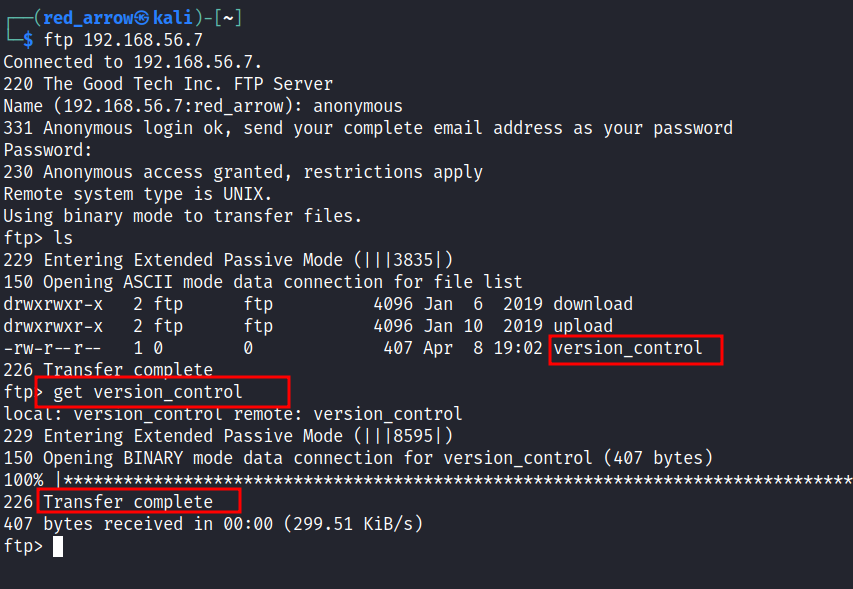 ┌──(red_arrow㉿kali)-[~]
└─$ ftp 192.168.56.7
Connected to 192.168.56.7.
220 The Good Tech Inc. FTP Server
Name (192.168.56.7:red_arrow): anonymous
331 Anonymous login ok, send your complete email address as your password
Password:
230 Anonymous access granted, restrictions apply
Remote system type is UNIX.
Using binary mode to transfer files.
ftp> ls
229 Entering Extended Passive Mode (|||3835|)
150 Opening ASCII mode data connection for file list
drwxrwxr-x   2 ftp      ftp          4096 Jan  6  2019 download
drwxrwxr-x   2 ftp      ftp          4096 Jan 10  2019 upload
-rw-r--r--   1 0        0             407 Apr  8 19:02 version_control
226 Transfer complete
ftp> get version_control
local: version_control remote: version_control
229 Entering Extended Passive Mode (|||8595|)
150 Opening BINARY mode data connection for version_control (407 bytes)
100% |*******************************************************************************
226 Transfer complete
407 bytes received in 00:00 (299.51 KiB/s)
ftp>